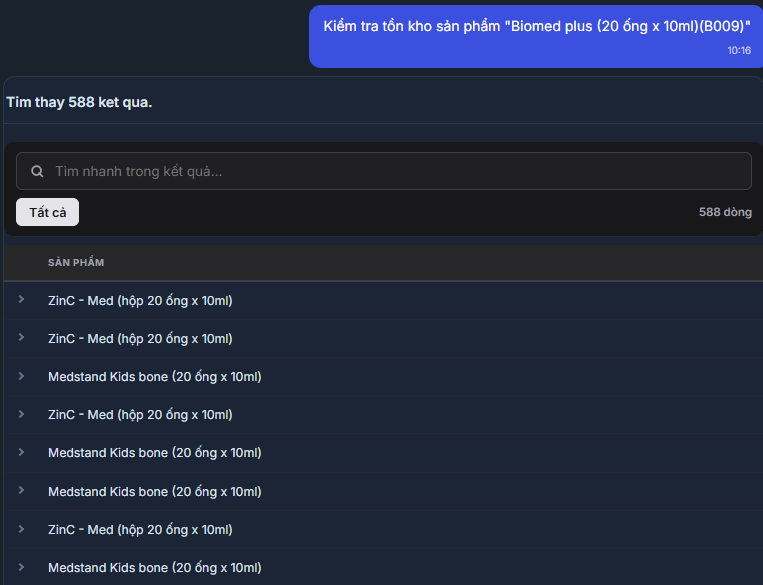 Kiểm tra tồn kho sản phẩm "Biomed plus (20 ống x 10ml)(B009)"
10:16
Tim thay 588 ket qua.
Tìm nhanh trong kết quả...
Tất cả
588 dòng
SẢN PHẨM
ZinC - Med (hộp 20 ống x 10ml)
ZinC - Med (hộp 20 ống x 10ml)
Medstand Kids bone (20 ống x 10ml)
ZinC - Med (hộp 20 ống x 10ml)
Medstand Kids bone (20 ống x 10ml)
Medstand Kids bone (20 ống x 10ml)
ZinC - Med (hộp 20 ống x 10ml)
Medstand Kids bone (20 ống x 10ml)